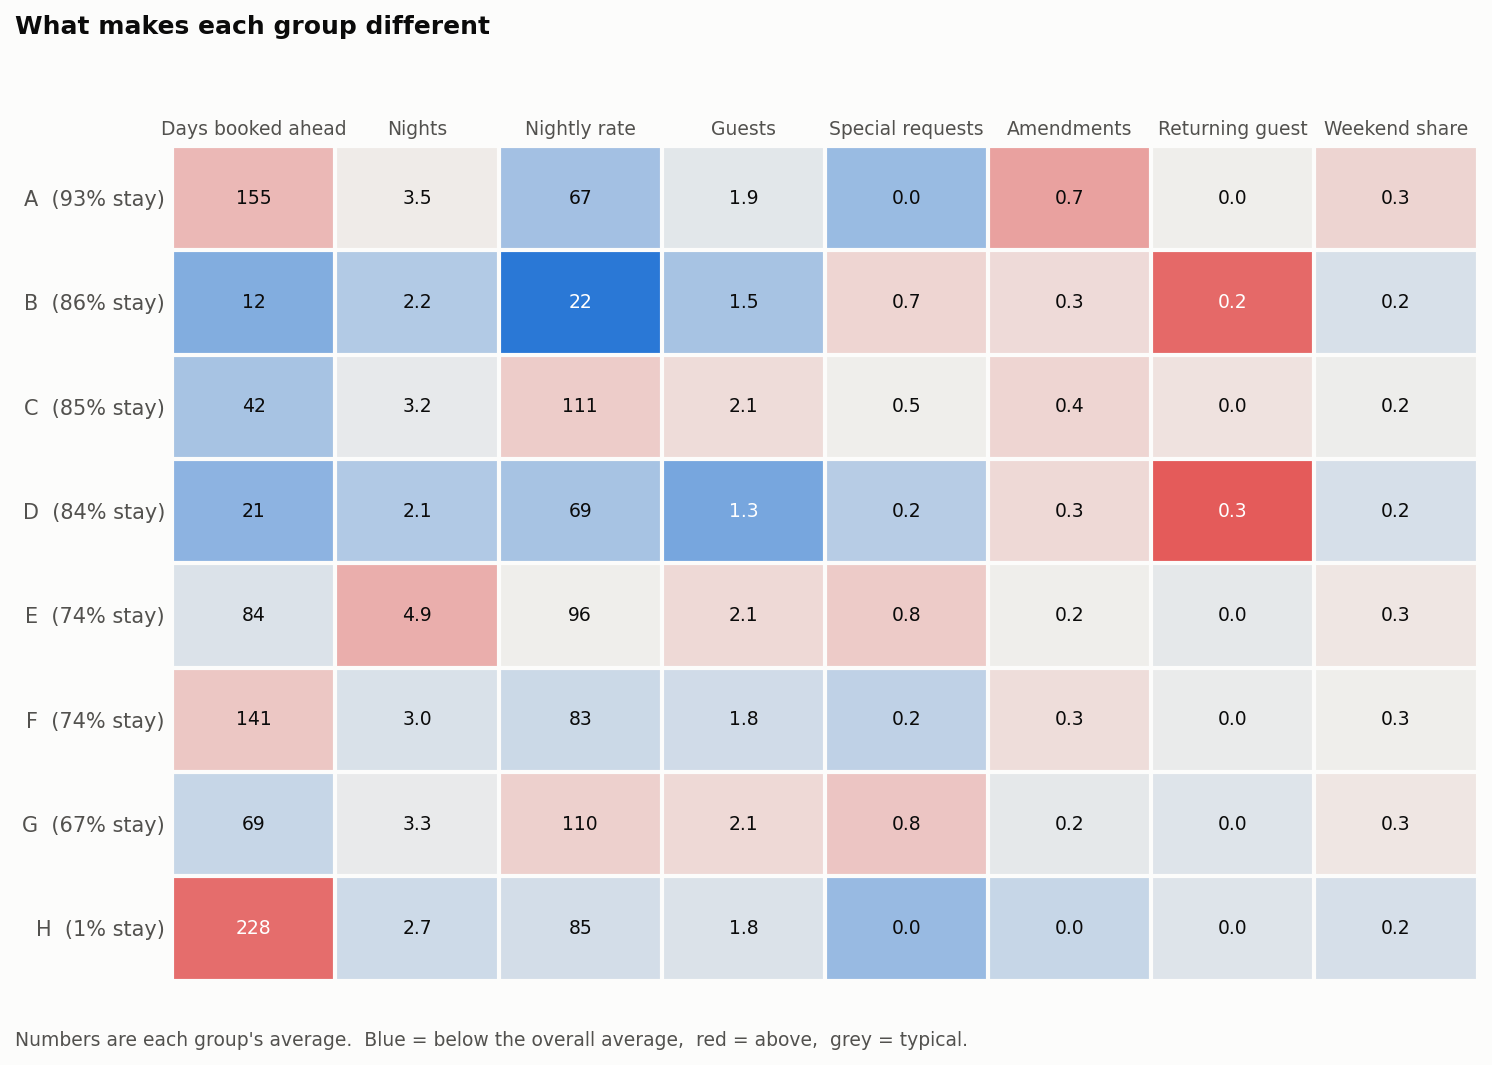 What makes each group different
Days booked ahead Nights Nightly rate Guests Special requests Amendments Returning guest Weekend share
A (93% stay) 155 3.5 67 1.9 0.0 0.7 0.0 0.3
B (86% stay) 12 2.2 22 1.5 0.7 0.3 0.2 0.2
C (85% stay) 42 3.2 111 2.1 0.5 0.4 0.0 0.2
D (84% stay) 21 2.1 69 1.3 0.2 0.3 0.3 0.2
E (74% stay) 84 4.9 96 2.1 0.8 0.2 0.0 0.3
F (74% stay) 141 3.0 83 1.8 0.2 0.3 0.0 0.3
G (67% stay) 69 3.3 110 2.1 0.8 0.2 0.0 0.3
H (1% stay) 228 2.7 85 1.8 0.0 0.0 0.0 0.2
Numbers are each group's average. Blue = below the overall average, red = above, grey = typical.